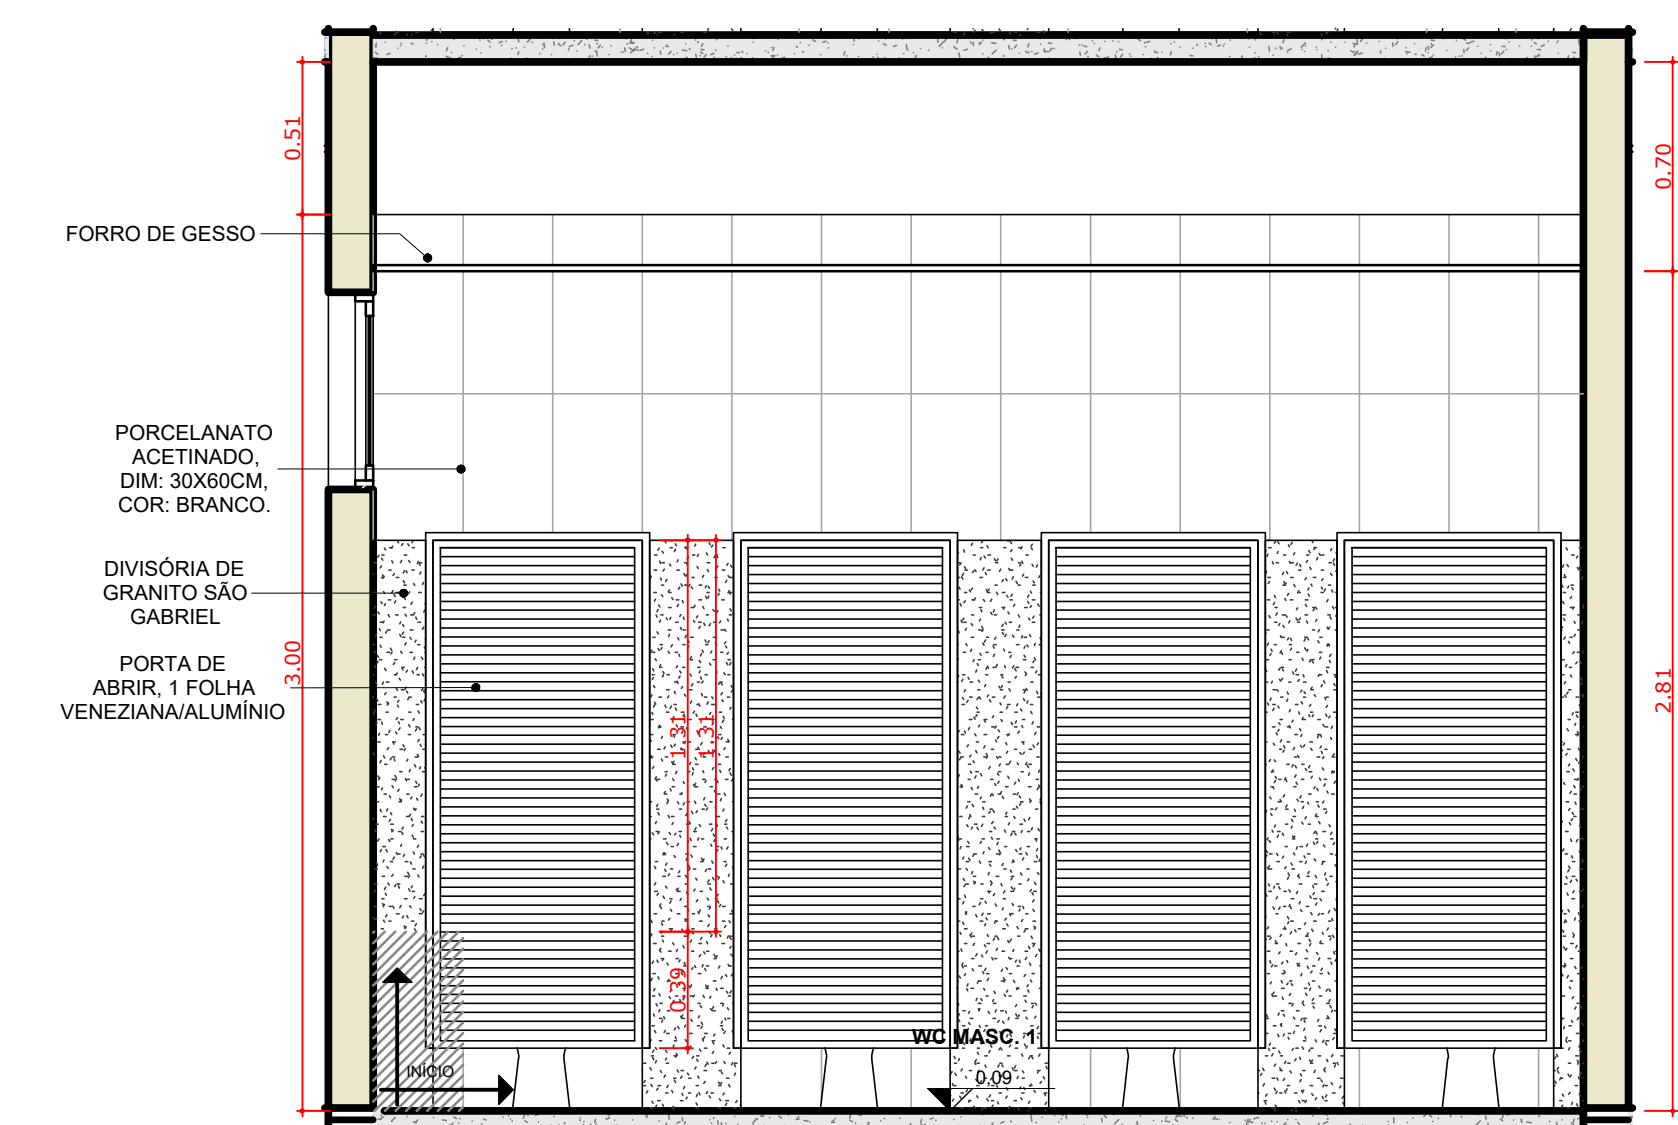 0.51
0.70
FORRO DE GESSO
PORCELANATO
ACETINADO,
DIM: 30X60CM,
COR: BRANCO.
DIVISÓRIA DE
GRANITO SÃO
GABRIEL
3.00
PORTA DE
ABRIR, 1 FOLHA
VENEZIANA/ALUMÍNIO
2.81
1.31
1.31
0.39
WC MASC. 1
INÍCIO
0.09